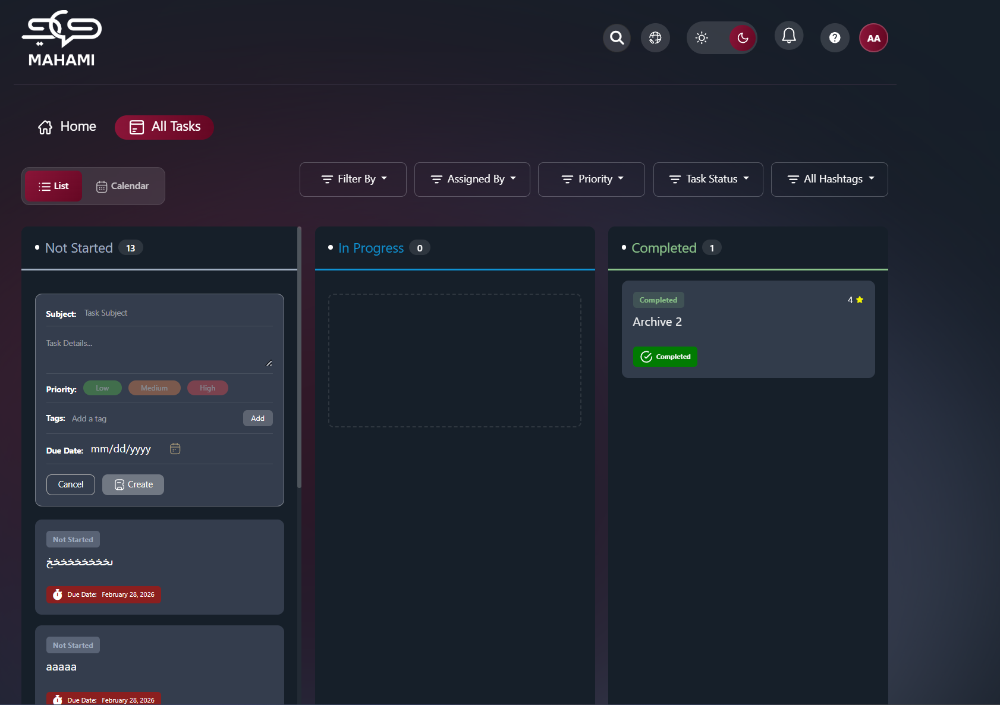 MAHAMI
AA
Home
All Tasks
List
Calendar
Filter By
Assigned By
Priority
Task Status
All Hashtags
Not Started 13
In Progress 0
Completed 1
Subject: Task Subject
Task Details...
Priority: Low Medium High
Tags: Add a tag Add
Due Date: mm/dd/yyyy
Cancel Create
Not Started
Due Date: February 28, 2026
Not Started
aaaaa
Due Date: February 28, 2026
Completed 4
Archive 2
Completed